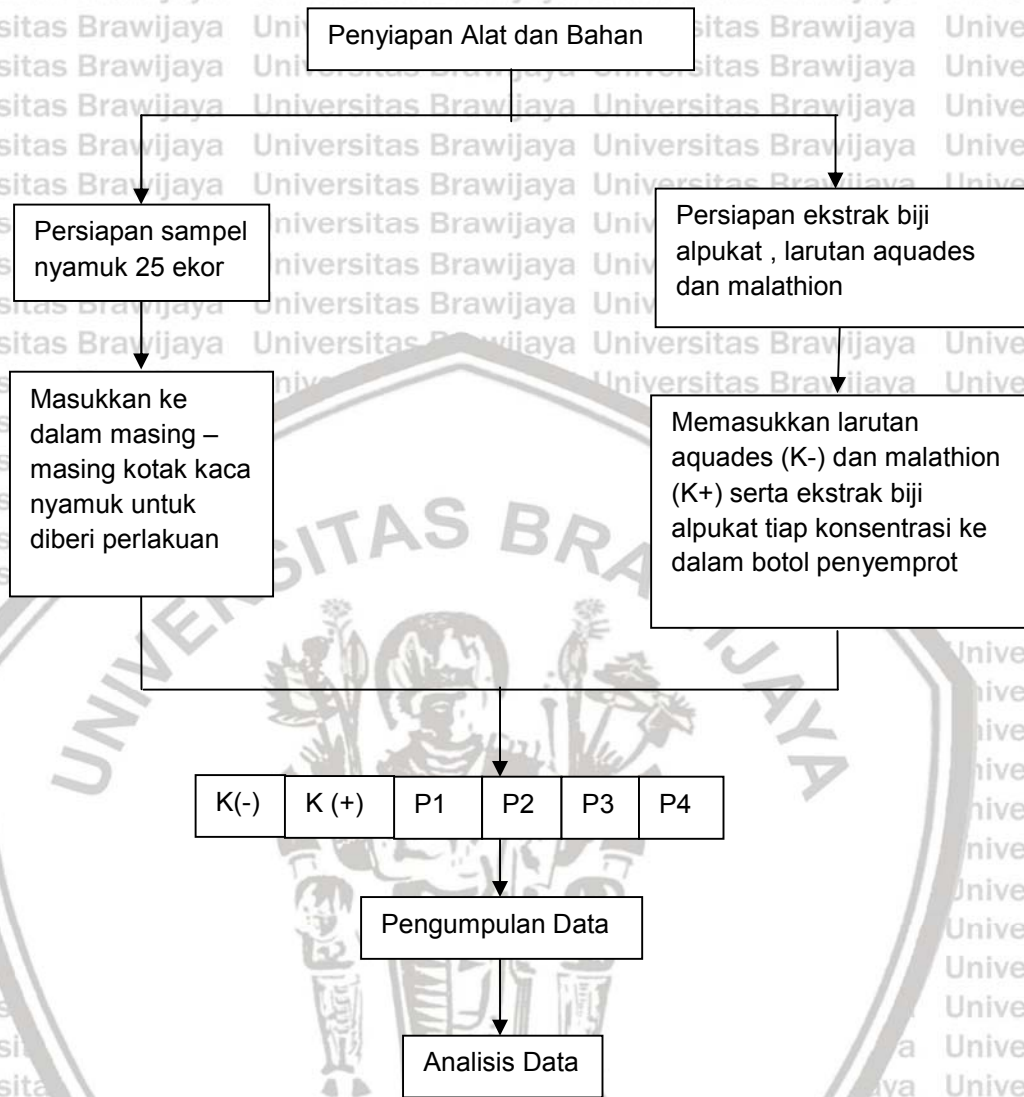 Penyiapan Alat dan Bahan
Persiapan sampel
nyamuk 25 ekor
Persiapan ekstrak biji
alpukat , larutan aquades
dan malathion
Masukkan ke
dalam masing –
masing kotak kaca
nyamuk untuk
diberi perlakuan
Memasukkan larutan
aquades (K-) dan malathion
(K+) serta ekstrak biji
alpukat tiap konsentrasi ke
dalam botol penyemprot
UNIVERSITAS BRAWIJAYA
K(-) K (+) P1 P2 P3 P4
Pengumpulan Data
Analisis Data